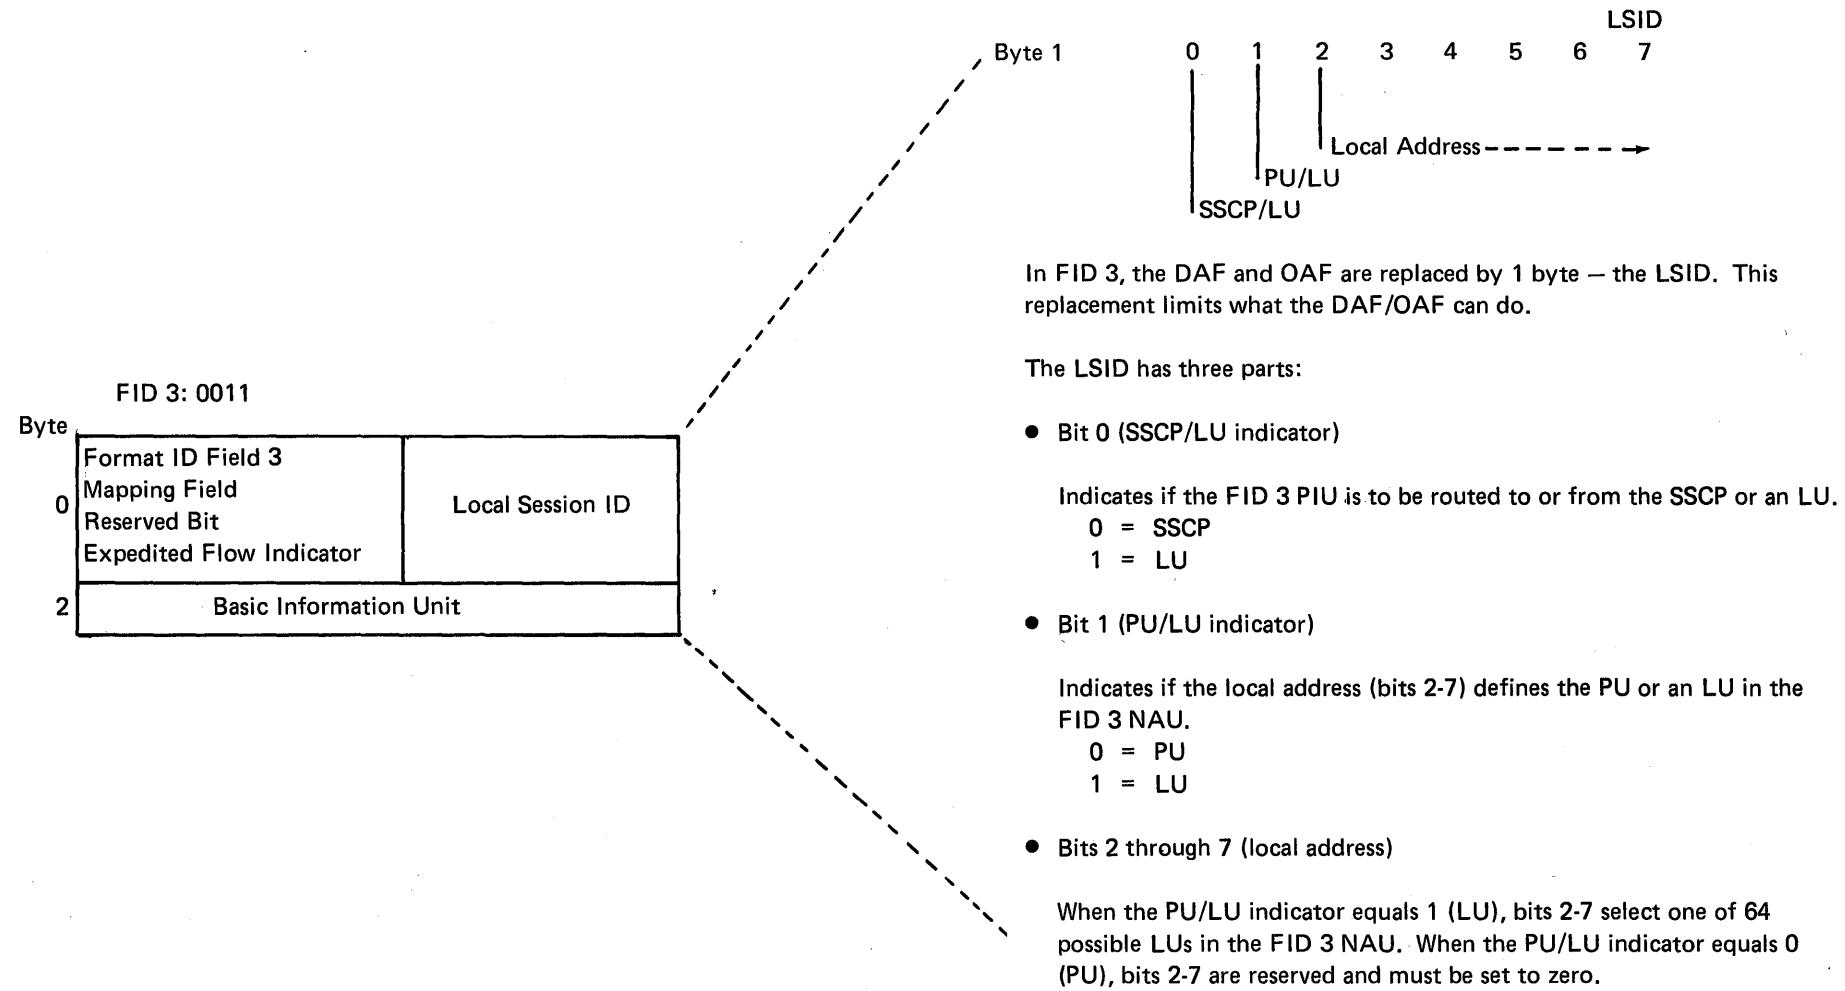 LSID
Byte 1 0 1 2 3 4 5 6 7
Local Address
PU/LU
SSCP/LU
In FID 3, the DAF and OAF are replaced by 1 byte — the LSID. This
replacement limits what the DAF/OAF can do.
The LSID has three parts:
FID 3: 0011
Byte
Format ID Field 3
Mapping Field
0
Reserved Bit
Expedited Flow Indicator
Local Session ID
2 Basic Information Unit
● Bit 0 (SSCP/LU indicator)
Indicates if the FID 3 PIU is to be routed to or from the SSCP or an LU.
0 = SSCP
1 = LU
● Bit 1 (PU/LU indicator)
Indicates if the local address (bits 2-7) defines the PU or an LU in the
FID 3 NAU.
0 = PU
1 = LU
● Bits 2 through 7 (local address)
When the PU/LU indicator equals 1 (LU), bits 2-7 select one of 64
possible LUs in the FID 3 NAU. When the PU/LU indicator equals 0
(PU), bits 2-7 are reserved and must be set to zero.